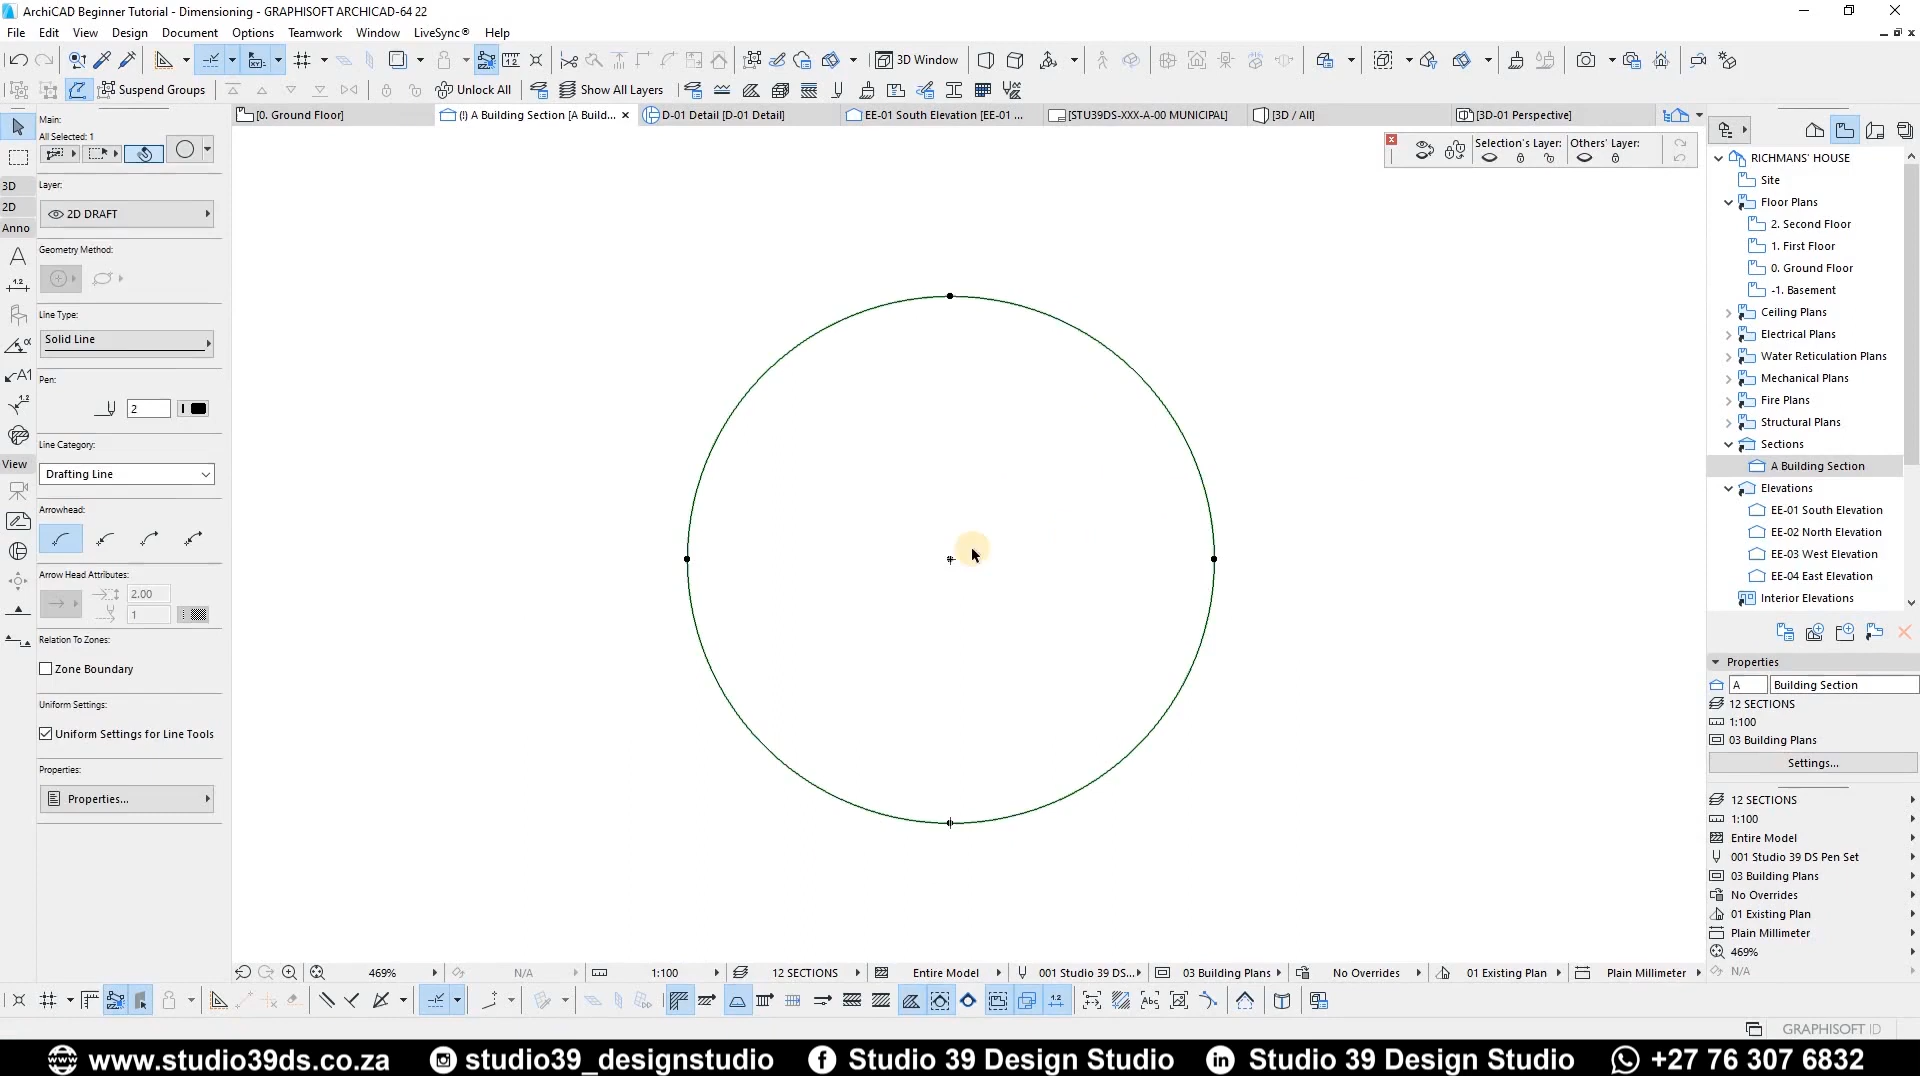 ArchiCAD Beginner Tutorial - Dimensioning - GRAPHISOFT ARCHICAD-64 22
File Edit View Design Document Options Teamwork Window LiveSync® Help
3D Window
Suspend Groups Unlock All Show All Layers
[0. Ground Floor] (!) A Building Section [A Build... D-01 Detail [D-01 Detail] EE-01 South Elevation [EE-01 ... [STU39DS-XXX-A-00 MUNICIPAL] [3D / All] [3D-01 Perspective]
Main:
All Selected: 1
Selection's Layer: Others' Layer:
3D
2D
Anno
View
Layer:
2D DRAFT
Geometry Method:
Line Type:
Solid Line
Pen:
2
Line Category:
Drafting Line
Arrowhead:
Arrow Head Attributes:
2.00
1
Relation To Zones:
Zone Boundary
Uniform Settings:
Uniform Settings for Line Tools
Properties:
Properties...
RICHMANS' HOUSE
Site
Floor Plans
2. Second Floor
1. First Floor
0. Ground Floor
-1. Basement
Ceiling Plans
Electrical Plans
Water Reticulation Plans
Mechanical Plans
Fire Plans
Structural Plans
Sections
A Building Section
Elevations
EE-01 South Elevation
EE-02 North Elevation
EE-03 West Elevation
EE-04 East Elevation
Interior Elevations
Properties
A Building Section
12 SECTIONS
1:100
03 Building Plans
Settings...
12 SECTIONS
1:100
Entire Model
001 Studio 39 DS Pen Set
03 Building Plans
No Overrides
01 Existing Plan
Plain Millimeter
469%
N/A
469% N/A 1:100 12 SECTIONS Entire Model 001 Studio 39 DS... 03 Building Plans No Overrides 01 Existing Plan Plain Millimeter
GRAPHISOFT ID
www.studio39ds.co.za studio39_designstudio Studio 39 Design Studio Studio 39 Design Studio +27 76 307 6832